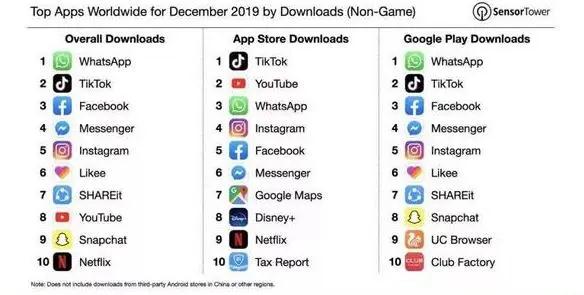 Top Apps Worldwide for December 2019 by Downloads (Non-Game)
SensorTower
Overall Downloads
1 WhatsApp
2 TikTok
3 Facebook
4 Messenger
5 Instagram
6 Likee
7 SHAREit
8 YouTube
9 Snapchat
10 Netflix
App Store Downloads
1 TikTok
2 YouTube
3 WhatsApp
4 Instagram
5 Facebook
6 Messenger
7 Google Maps
8 Disney+
9 Netflix
10 Tax Report
Google Play Downloads
1 WhatsApp
2 TikTok
3 Facebook
4 Messenger
5 Instagram
6 Likee
7 SHAREit
8 Snapchat
9 UC Browser
10 Club Factory
Note: Does not include downloads from third-party Android stores in China or other regions.